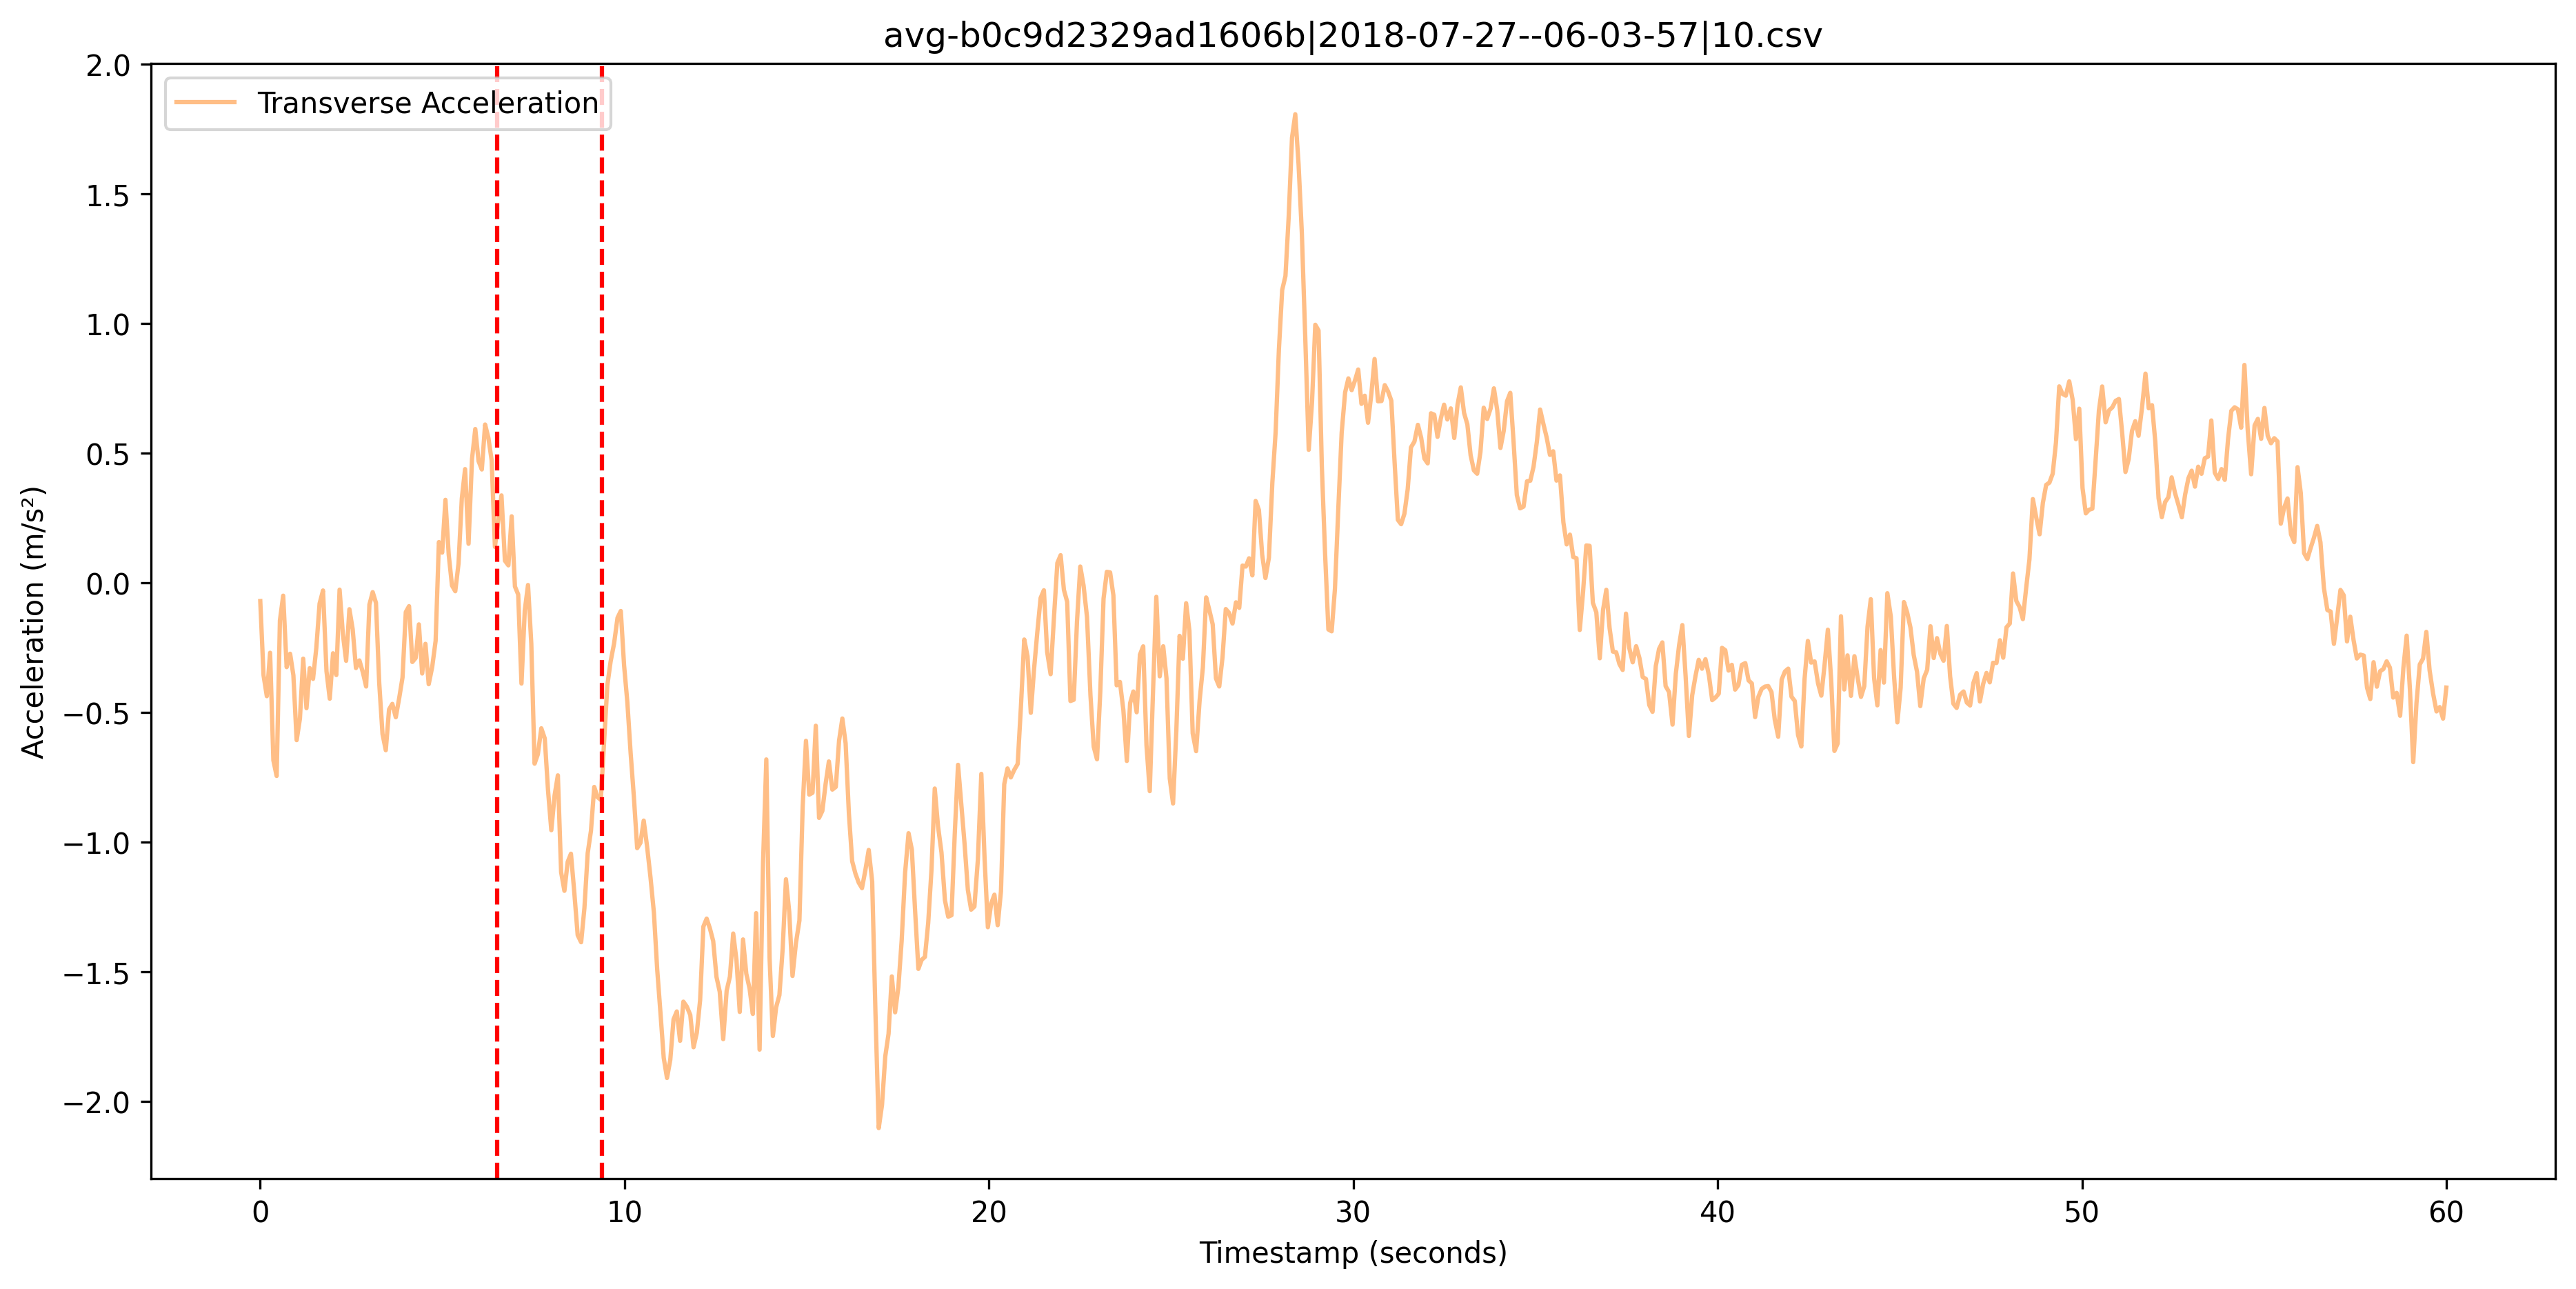 avg-b0c9d2329ad1606b|2018-07-27--06-03-57|10.csv
Transverse Acceleration
2.0
1.5
1.0
0.5
0.0
−0.5
−1.0
−1.5
−2.0
Acceleration (m/s²)
0 10 20 30 40 50 60
Timestamp (seconds)